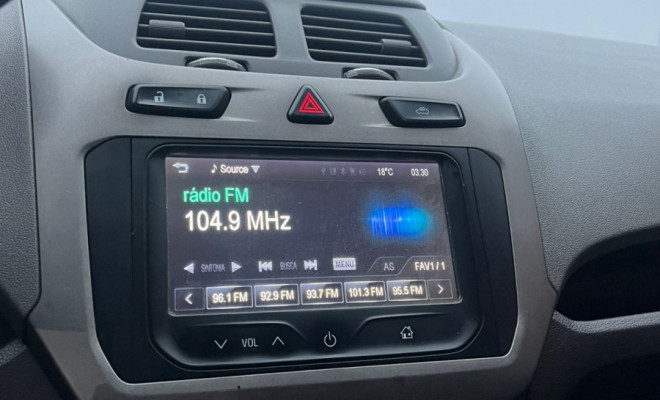 Source
18°C
03:30
rádio FM
104.9 MHz
SINTONIA
BUSCA
MENU
AS
FAV1/1
96.1 FM
92.9 FM
93.7 FM
101.3 FM
95.5 FM
VOL